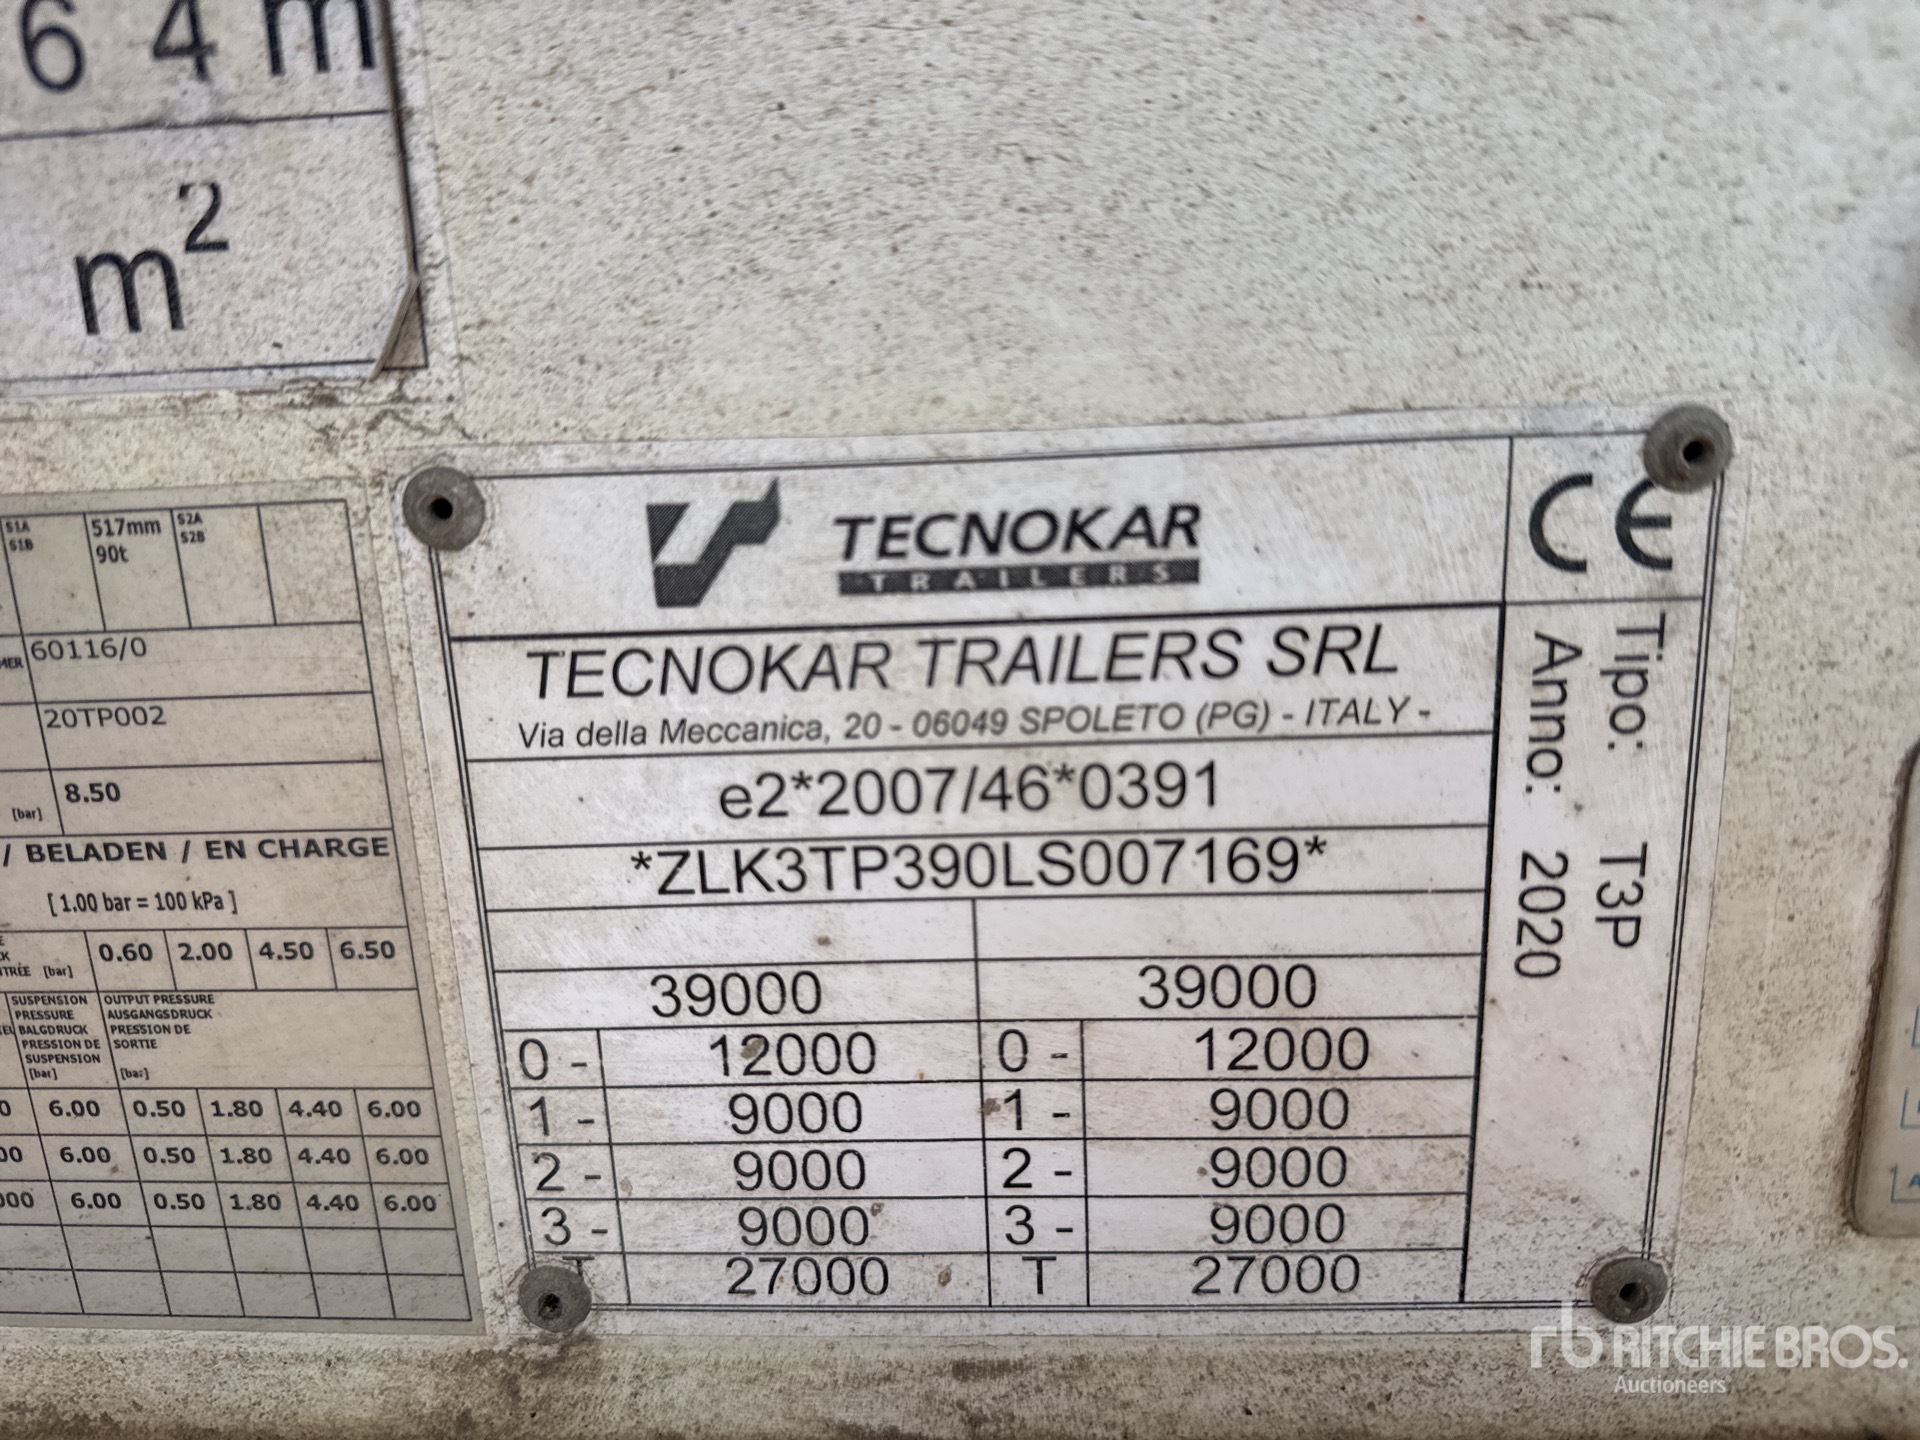 64m
m²
S1A
S1B
517mm
90t
S2A
S2B
60116/0
20TP002
[bar]
8.50
/ BELADEN / EN CHARGE
[ 1.00 bar = 100 kPa ]
[bar] 0.60 2.00 4.50 6.50
SUSPENSION
PRESSURE
BALGDRUCK
PRESSION DE
SUSPENSION
[bar]
OUTPUT PRESSURE
AUSGANGSDRUCK
PRESSION DE
SORTIE
[bar]
6.00 0.50 1.80 4.40 6.00
6.00 0.50 1.80 4.40 6.00
6.00 0.50 1.80 4.40 6.00
TECNOKAR
TRAILERS
CE
TECNOKAR TRAILERS SRL
Via della Meccanica, 20 - 06049 SPOLETO (PG) - ITALY -
e2*2007/46*0391
*ZLK3TP390LS007169*
39000 39000
0 - 12000 0 - 12000
1 - 9000 1 - 9000
2 - 9000 2 - 9000
3 - 9000 3 - 9000
T 27000 T 27000
Tipo: T3P
Anno: 2020
rb RITCHIE BROS.
Auctioneers